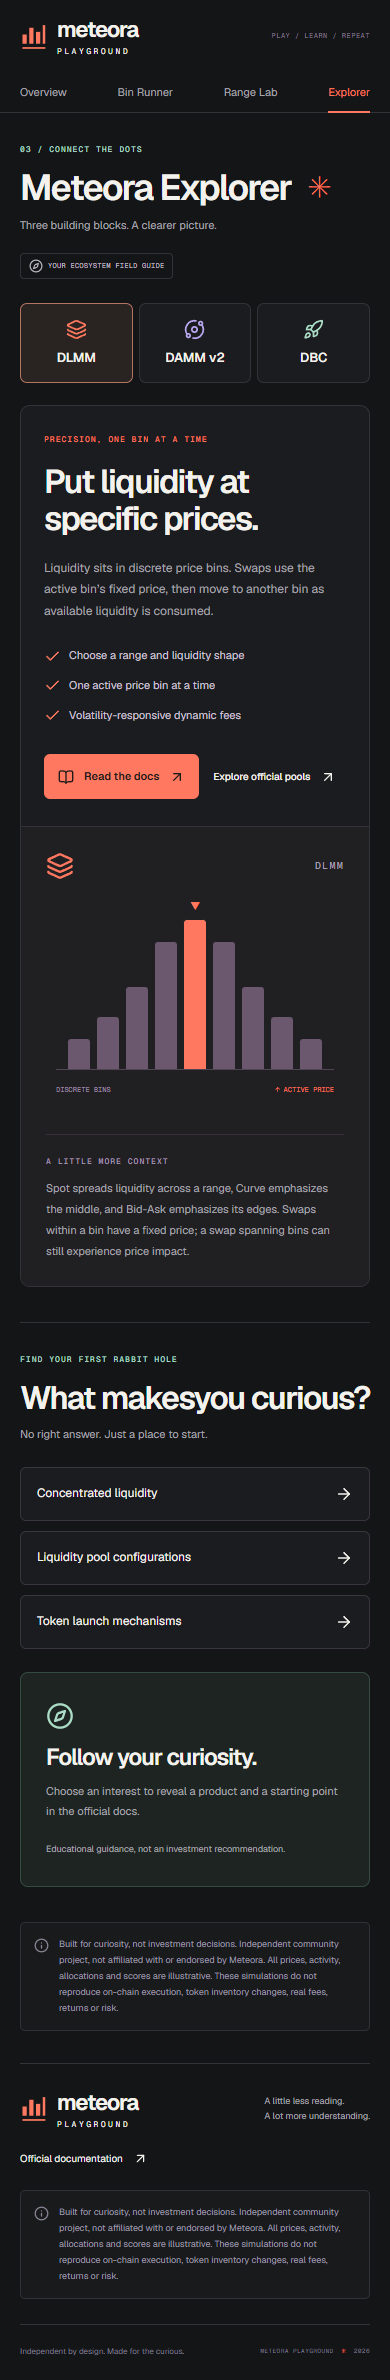 meteora
PLAYGROUND
PLAY / LEARN / REPEAT
Overview
Bin Runner
Range Lab
Explorer
03 / CONNECT THE DOTS
Meteora Explorer
Three building blocks. A clearer picture.
YOUR ECOSYSTEM FIELD GUIDE
DLMM
DAMM v2
DBC
PRECISION, ONE BIN AT A TIME
Put liquidity at
specific prices.
Liquidity sits in discrete price bins. Swaps use the
active bin's fixed price, then move to another bin as
available liquidity is consumed.
Choose a range and liquidity shape
One active price bin at a time
Volatility-responsive dynamic fees
Read the docs
Explore official pools
DLMM
DISCRETE BINS
↑ ACTIVE PRICE
A LITTLE MORE CONTEXT
Spot spreads liquidity across a range, Curve emphasizes
the middle, and Bid-Ask emphasizes its edges. Swaps
within a bin have a fixed price; a swap spanning bins can
still experience price impact.
FIND YOUR FIRST RABBIT HOLE
What makesyou curious?
No right answer. Just a place to start.
Concentrated liquidity
Liquidity pool configurations
Token launch mechanisms
Follow your curiosity.
Choose an interest to reveal a product and a starting point
in the official docs.
Educational guidance, not an investment recommendation.
Built for curiosity, not investment decisions. Independent community
project, not affiliated with or endorsed by Meteora. All prices, activity,
allocations and scores are illustrative. These simulations do not
reproduce on-chain execution, token inventory changes, real fees,
returns or risk.
meteora
PLAYGROUND
A little less reading.
A lot more understanding.
Official documentation
Built for curiosity, not investment decisions. Independent community
project, not affiliated with or endorsed by Meteora. All prices, activity,
allocations and scores are illustrative. These simulations do not
reproduce on-chain execution, token inventory changes, real fees,
returns or risk.
Independent by design. Made for the curious.
METEORA PLAYGROUND ✳ 2026